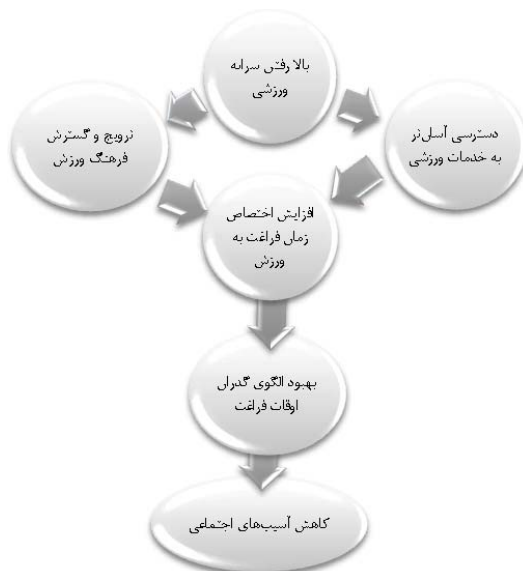 بالا رفتن سرانه
ورزشی
ترویج و گسترش
فرهنگ ورزش
دسترسی آسان‌تر
به خدمات ورزشی
افزایش اختصاص
زمان فراغت به
ورزش
بهبود الگوی گذران
اوقات فراغت
کاهش آسیب‌های اجتماعی